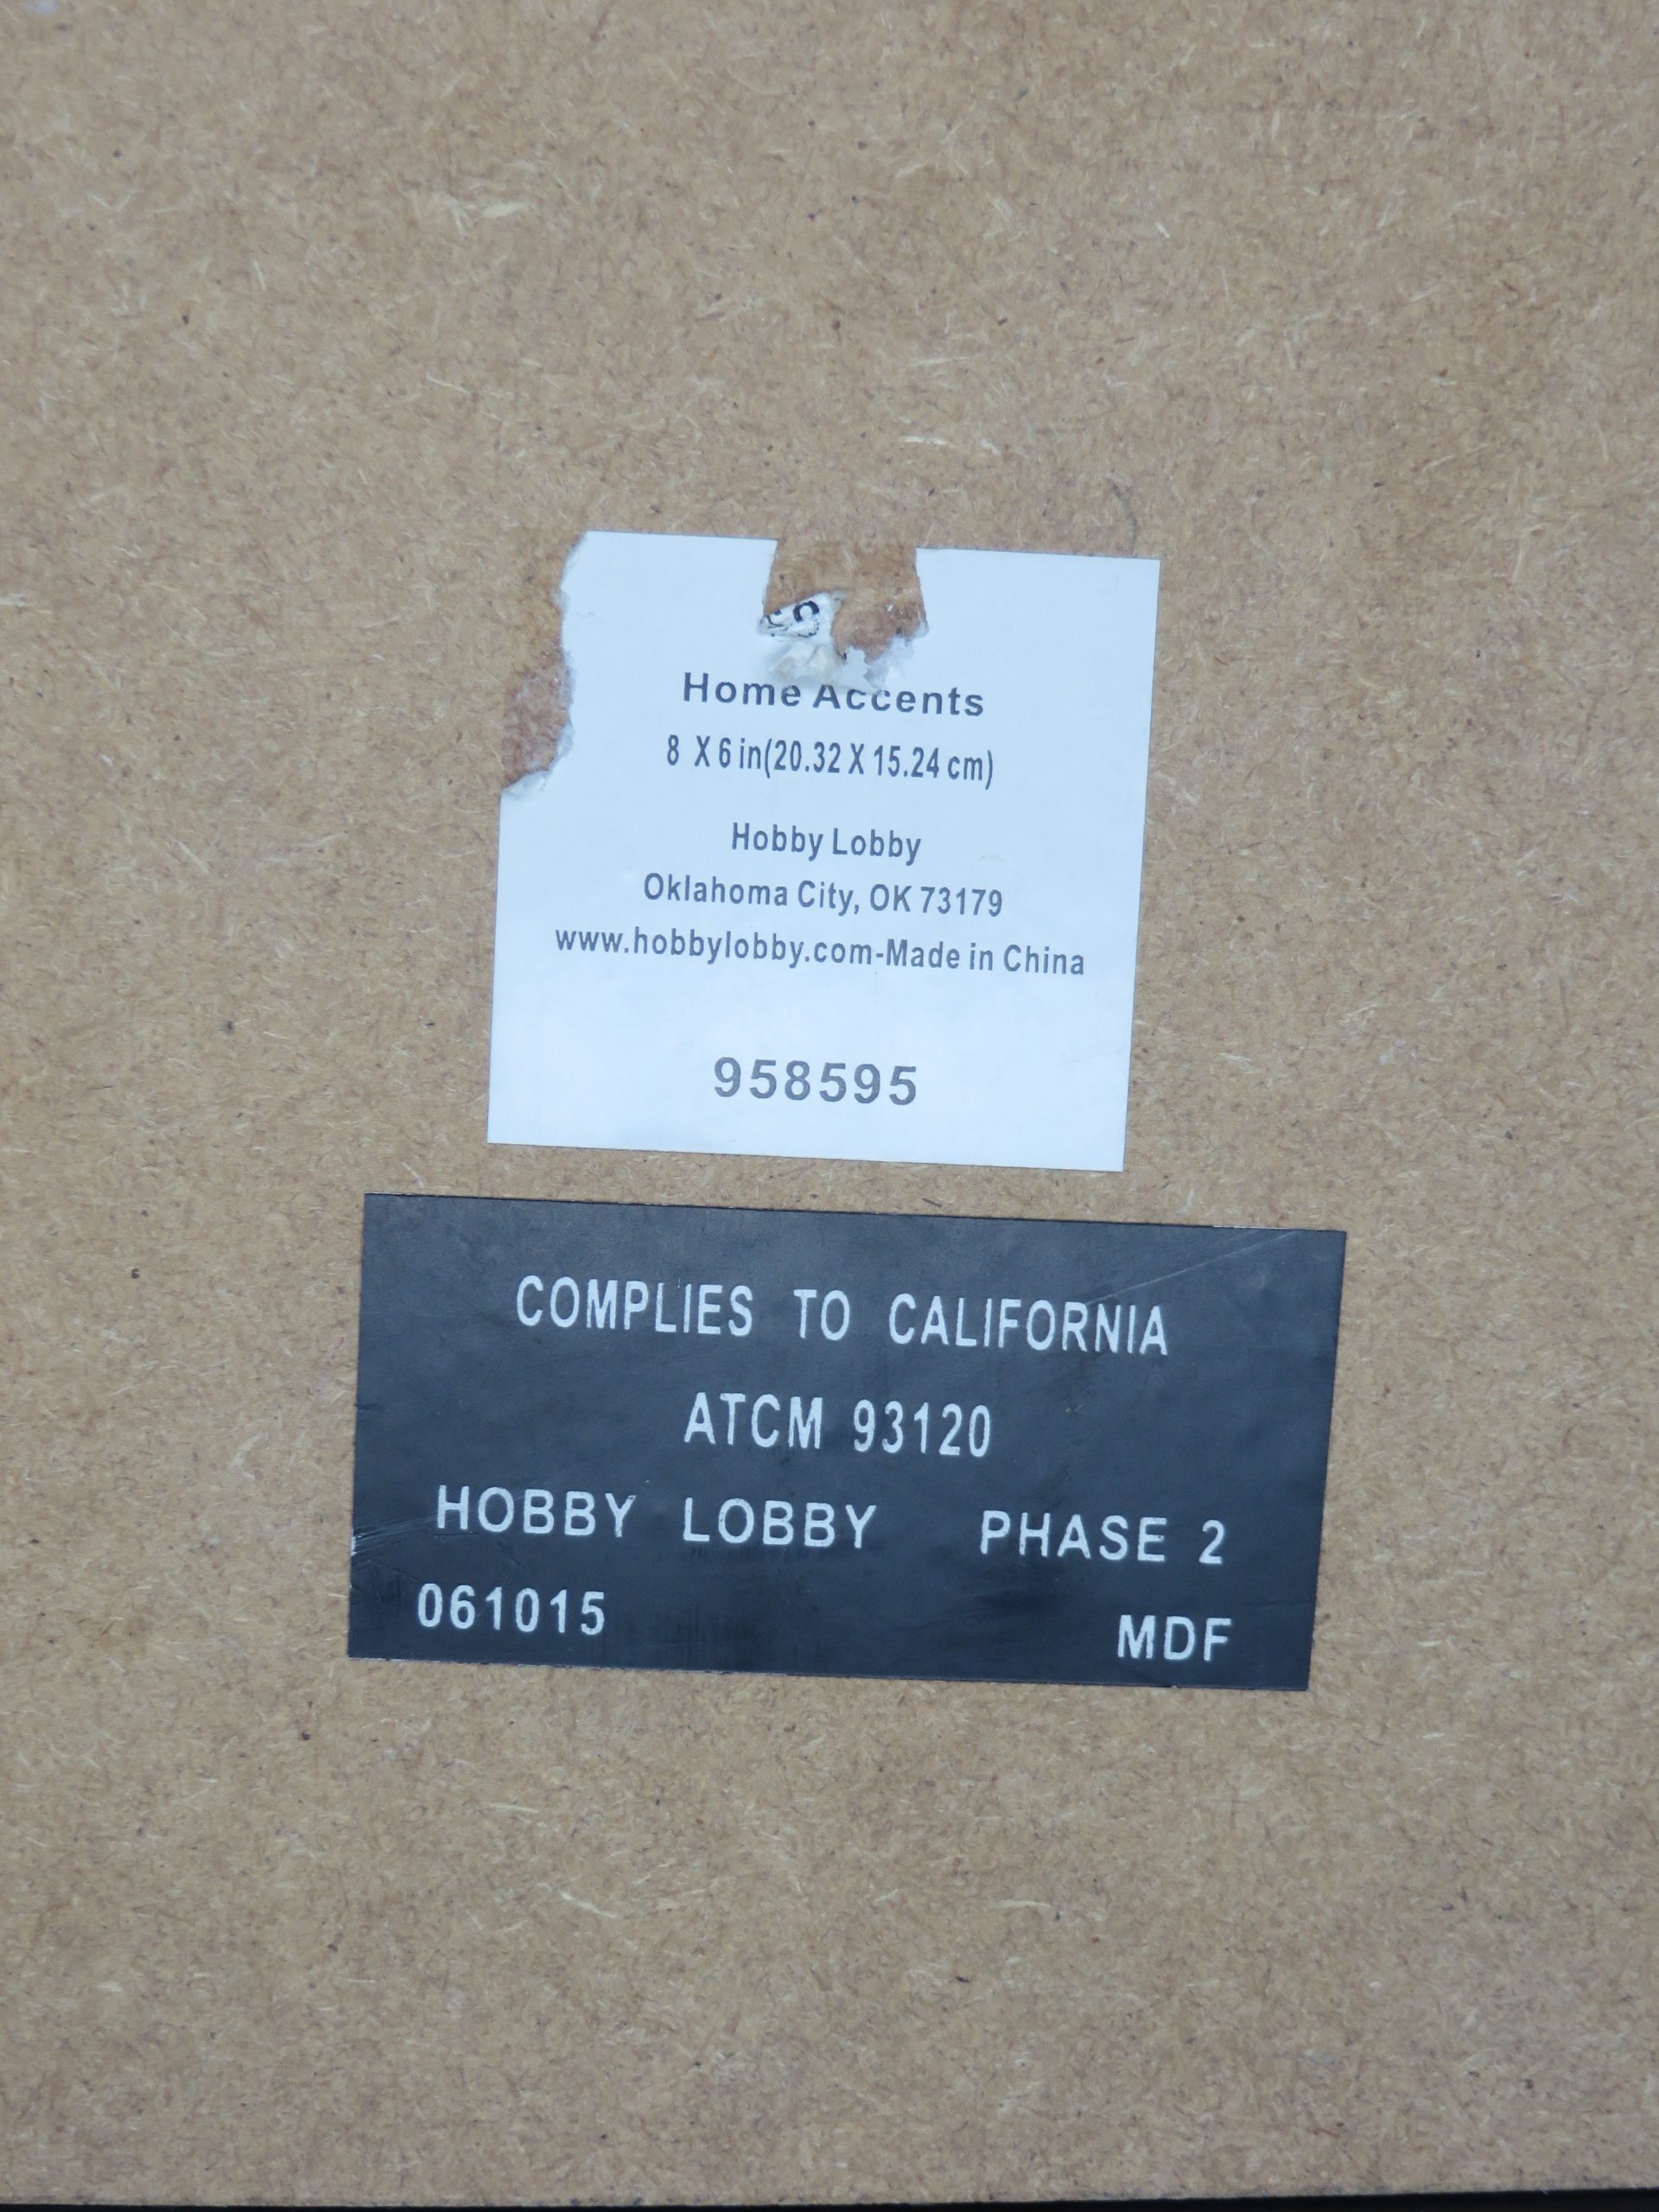 Home Accents
8 X 6 in(20.32 X 15.24 cm)
Hobby Lobby
Oklahoma City, OK 73179
www.hobbylobby.com-Made in China
958595
COMPLIES TO CALIFORNIA
ATCM 93120
HOBBY LOBBY PHASE 2
061015 MDF